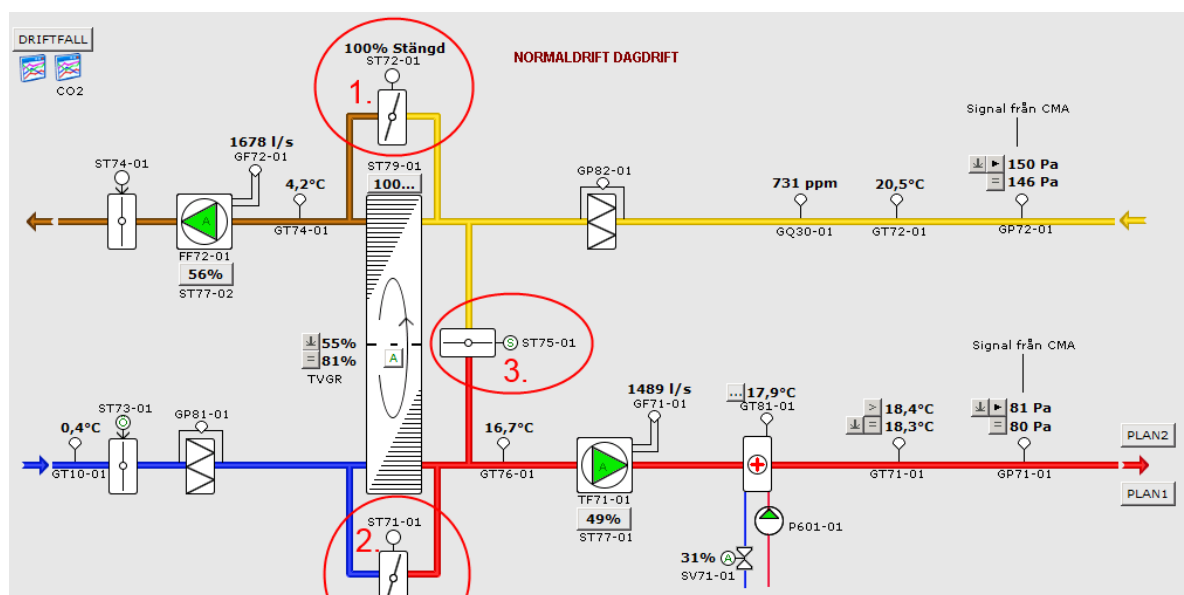 DRIFTFALL
CO2
100% Stängd
ST72-01
1.
NORMALDRIFT DAGDRIFT
Signal från CMA
1678 l/s
GF72-01
ST74-01
ST79-01
100...
4,2°C
GT74-01
GP82-01
731 ppm
GQ30-01
20,5°C
GT72-01
150 Pa
= 146 Pa
GP72-01
A
FF72-01
56%
ST77-02
55%
= 81%
TVGR
A
S ST75-01
3.
Signal från CMA
ST73-01
O
0,4°C
GT10-01
GP81-01
16,7°C
GT76-01
1489 l/s
GF71-01
A
TF71-01
49%
ST77-01
... 17,9°C
GT81-01
> 18,4°C
= 18,3°C
GT71-01
81 Pa
= 80 Pa
GP71-01
PLAN2
PLAN1
ST71-01
2.
P601-01
31% A
SV71-01